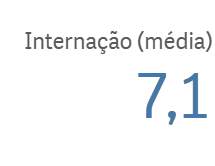 Internação (média)
7,1